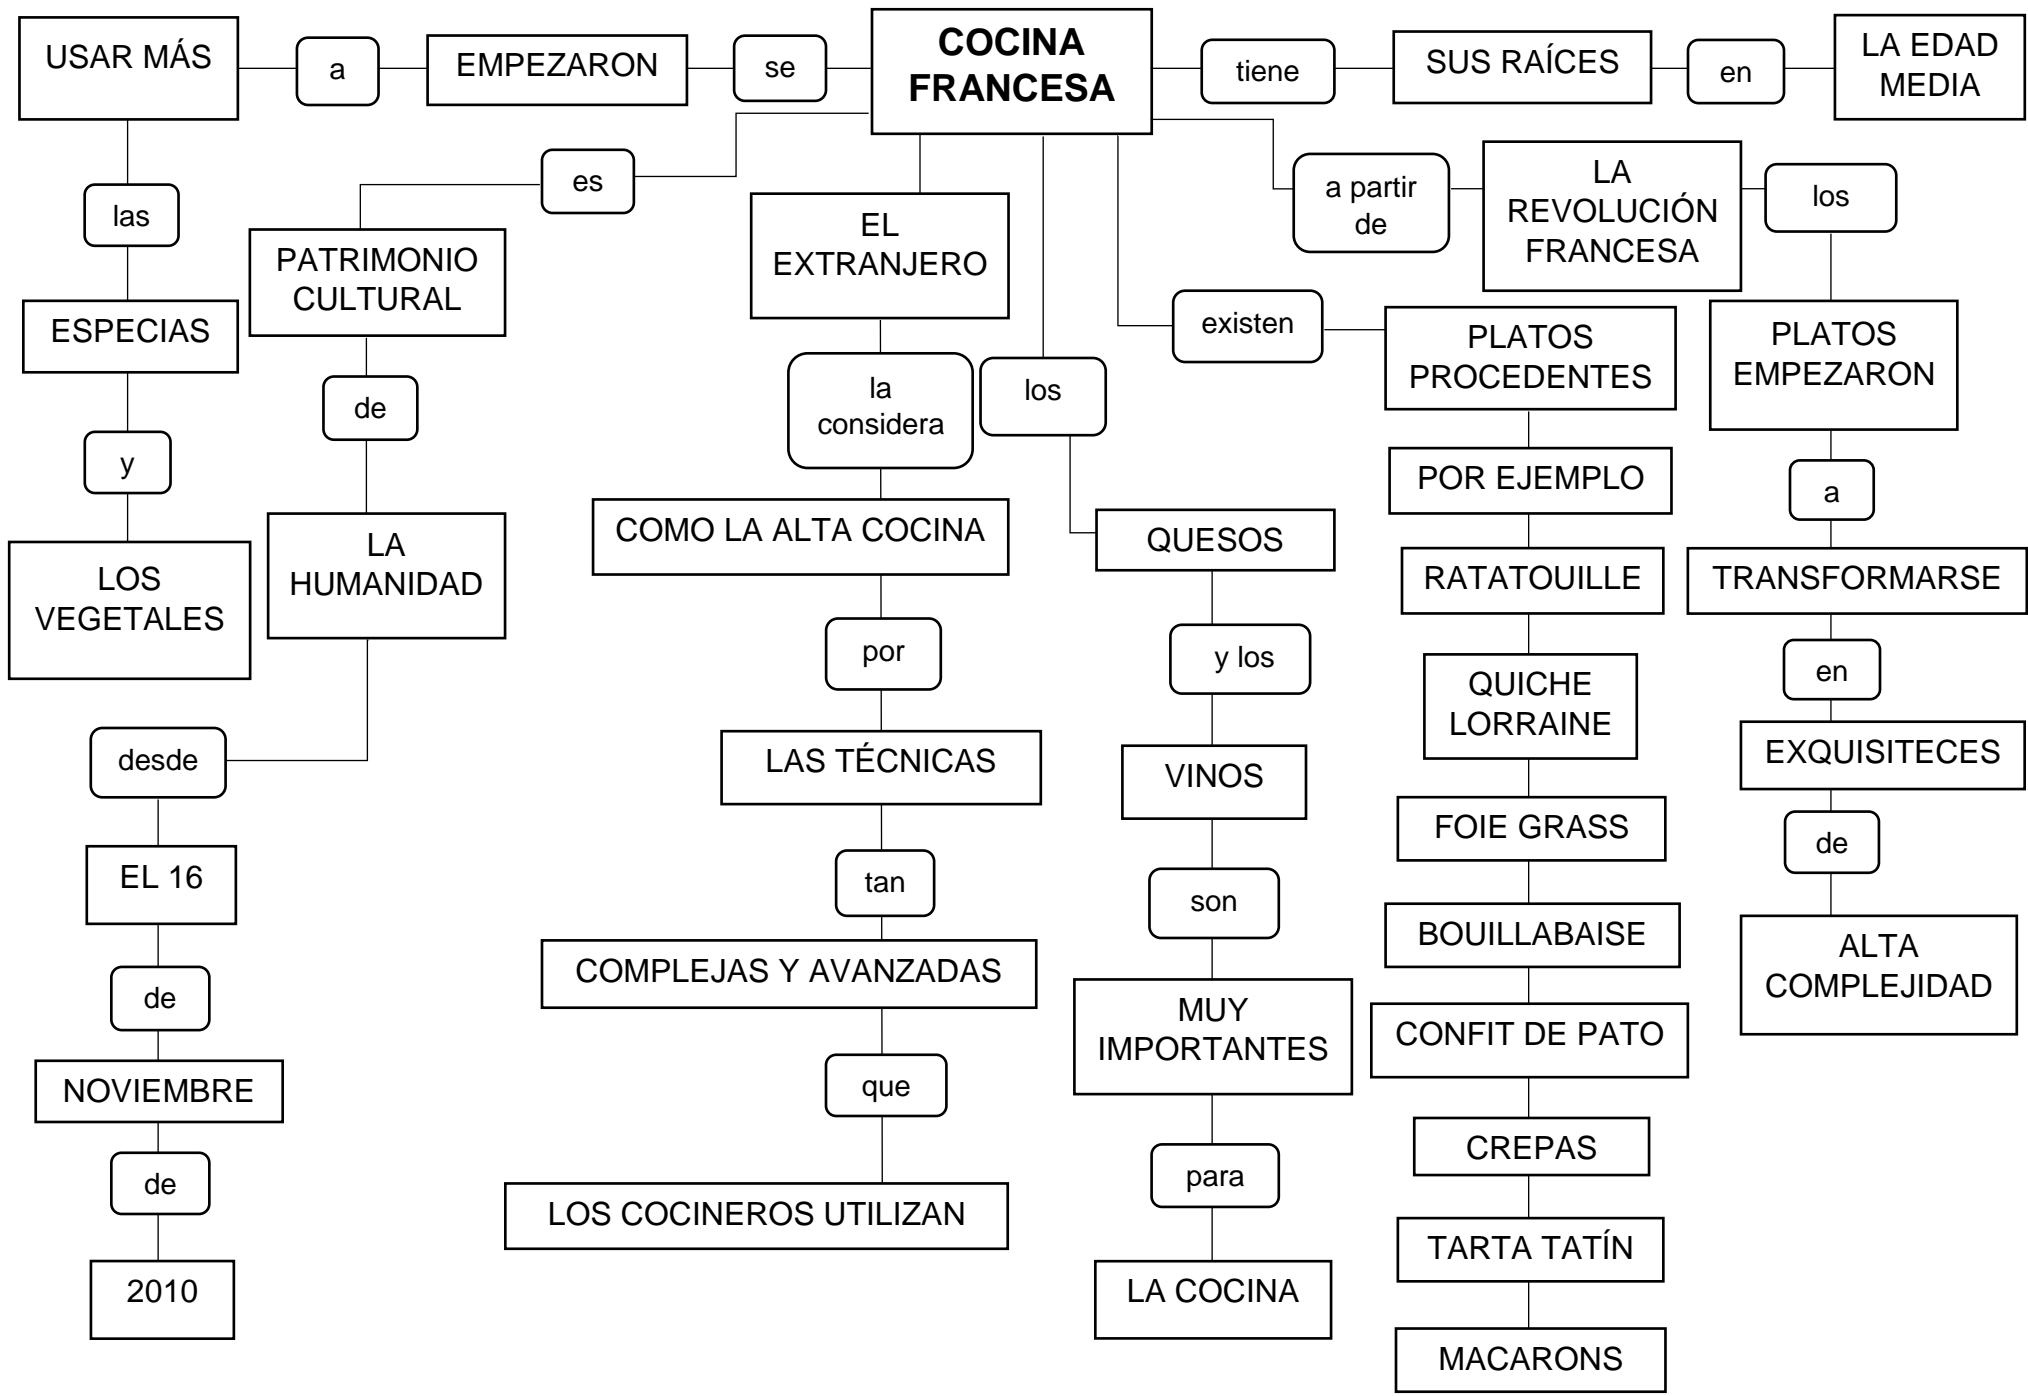 COCINA
FRANCESA
se
EMPEZARON
a
USAR MÁS
las
ESPECIAS
y
LOS
VEGETALES
es
PATRIMONIO
CULTURAL
de
LA
HUMANIDAD
desde
EL 16
de
NOVIEMBRE
de
2010
EL
EXTRANJERO
la
considera
COMO LA ALTA COCINA
por
LAS TÉCNICAS
tan
COMPLEJAS Y AVANZADAS
que
LOS COCINEROS UTILIZAN
los
QUESOS
y los
VINOS
son
MUY
IMPORTANTES
para
LA COCINA
existen
PLATOS
PROCEDENTES
POR EJEMPLO
RATATOUILLE
QUICHE
LORRAINE
FOIE GRASS
BOUILLABAISE
CONFIT DE PATO
CREPAS
TARTA TATÍN
MACARONS
a partir
de
LA
REVOLUCIÓN
FRANCESA
los
PLATOS
EMPEZARON
a
TRANSFORMARSE
en
EXQUISITECES
de
ALTA
COMPLEJIDAD
tiene
SUS RAÍCES
en
LA EDAD
MEDIA